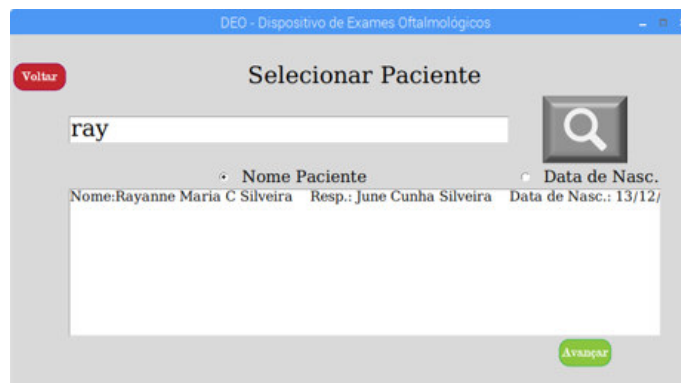 DEO - Dispositivo de Exames Oftalmológicos
Voltar
Selecionar Paciente
ray
Nome Paciente
Data de Nasc.
Nome:Rayanne Maria C Silveira Resp.: June Cunha Silveira Data de Nasc.: 13/12/
Avançar